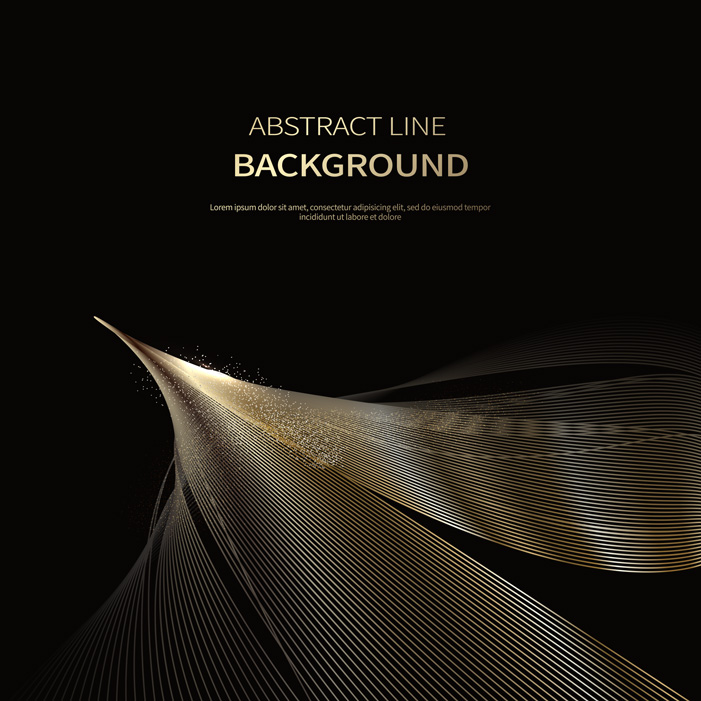 ABSTRACT LINE
BACKGROUND
Lorem ipsum dolor sit amet, consectetur adipisicing elit, sed do eiusmod tempor
incididunt ut labore et dolore